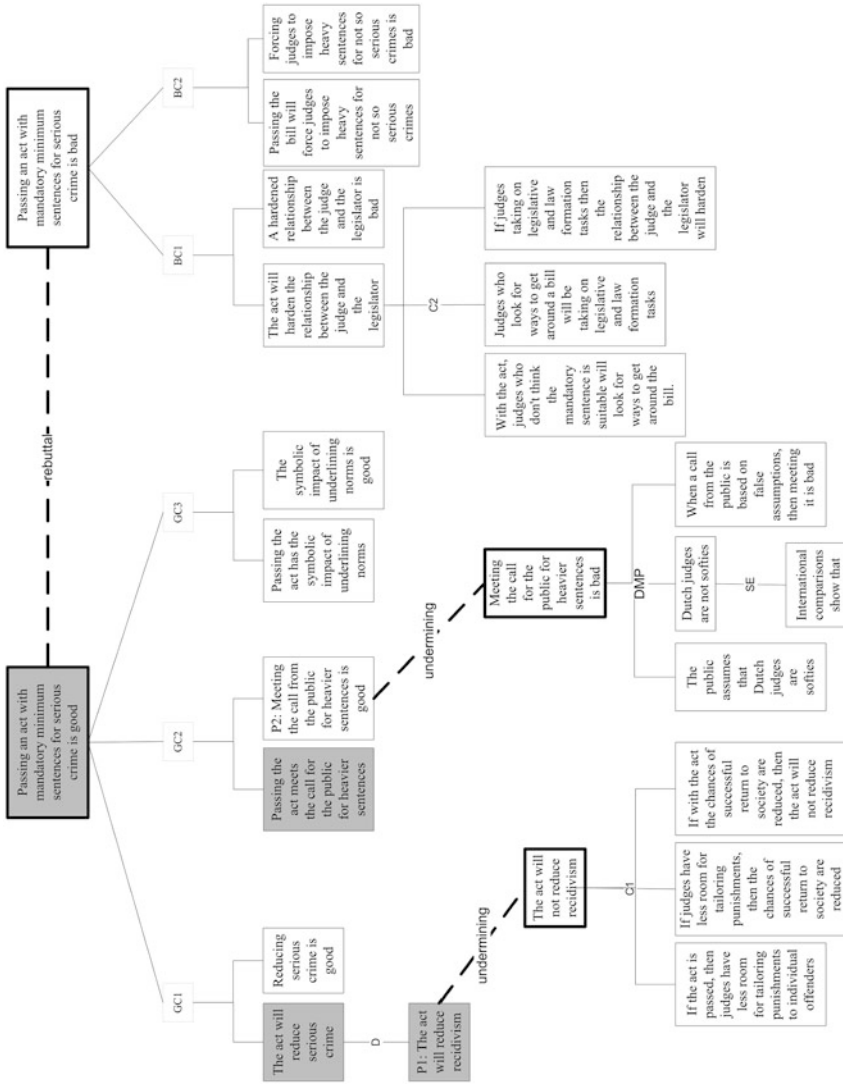 Passing an act with
mandatory minimum
sentences for serious
crime is good
rebuttal
Passing an act with
mandatory minimum
sentences for serious
crime is bad
GC1
GC2
GC3
BC1
BC2
The act will
reduce
serious
crime
Reducing
serious
crime is
good
Passing the
act meets
the call for
the public
for heavier
sentences
P2: Meeting
the call from
the public
for heavier
sentences is
good
Passing the
act has the
symbolic
impact of
underlining
norms
The
symbolic
impact of
underlining
norms is
good
The act will
harden the
relationship
between the
judge and
the
legislator
A hardened
relationship
between
the judge
and the
legislator is
bad
Passing the
bill will
force judges
to impose
heavy
sentences for
not so
serious
crimes
Forcing
judges to
impose
heavy
sentences
for not so
serious
crimes is
bad
D
P1: The act
will reduce
recidivism
undermining
The act will
not reduce
recidivism
C1
If the act is
passed, then
judges have
less room
for tailoring
punishments
to individual
offenders
If judges have
less room for
tailoring
punishments,
then the
chances of
successful
return to
society are
reduced
If with the act
the chances of
successful
return to
society are
reduced, then
the act will
not reduce
recidivism
undermining
Meeting
the call
for the
public for
heavier
sentences
is bad
DMP
The
public
assumes
that
Dutch
judges
are
softies
Dutch judges
are not softies
SE
International
comparisons
show that
When a call
from the
public is
based on
false
assumptions,
then meeting
it is bad
C2
With the act,
judges who
don't think
the
mandatory
sentence is
suitable will
look for
ways to get
around the
bill.
Judges who
look for
ways to get
around a bill
will be
taking on
legislative
and law
formation
tasks
If judges
taking on
legislative
and law
formation
tasks then
the
relationship
between the
judge and
the
legislator
will harden